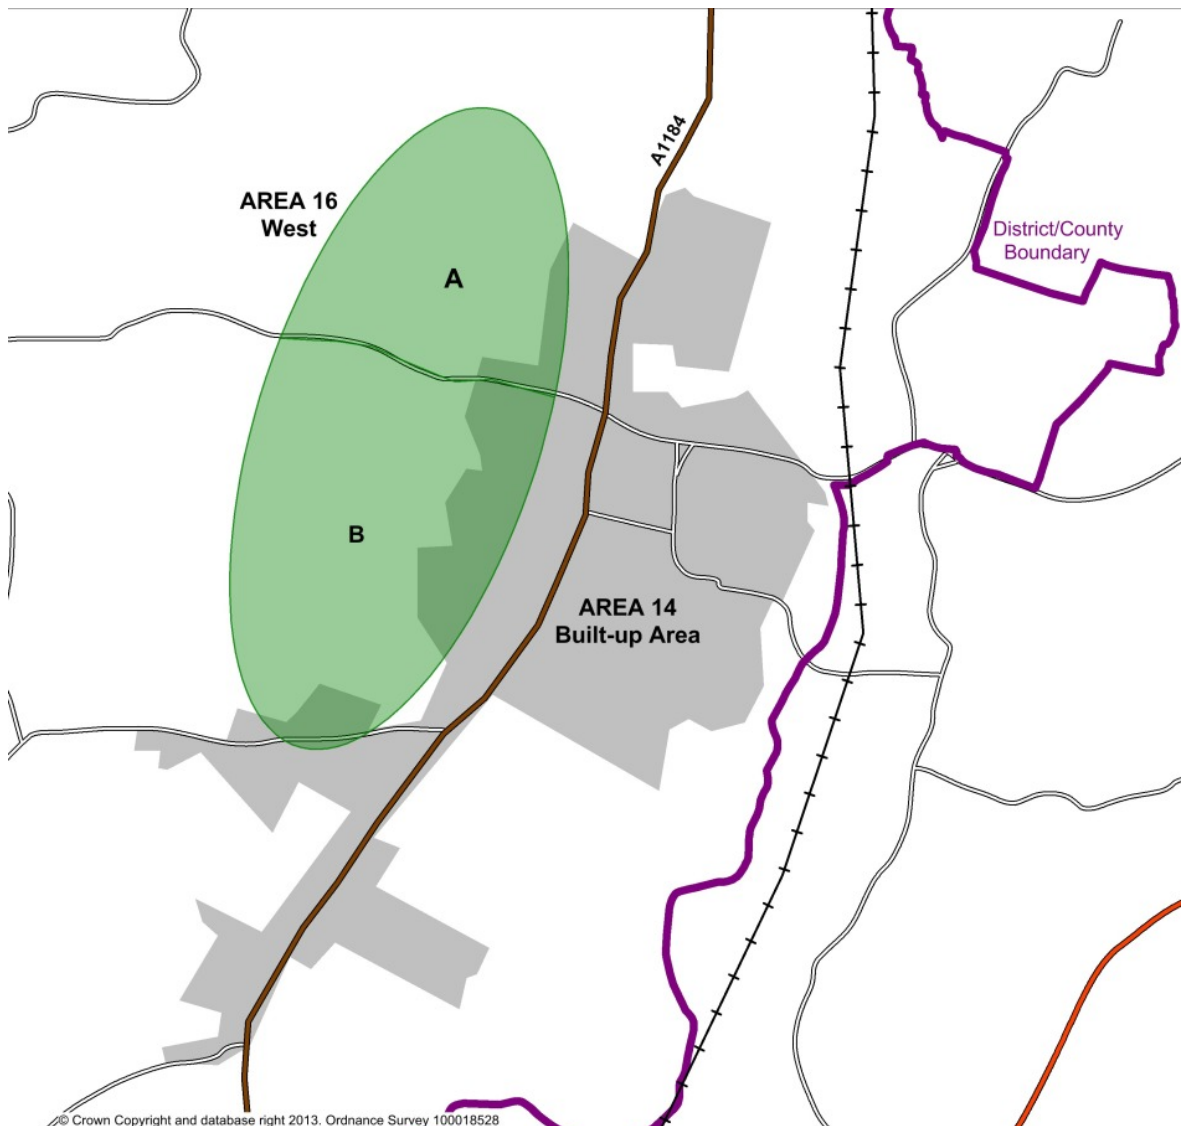 A1184
AREA 16
West
District/County
Boundary
A
B
AREA 14
Built-up Area
© Crown Copyright and database right 2013. Ordnance Survey 100018528